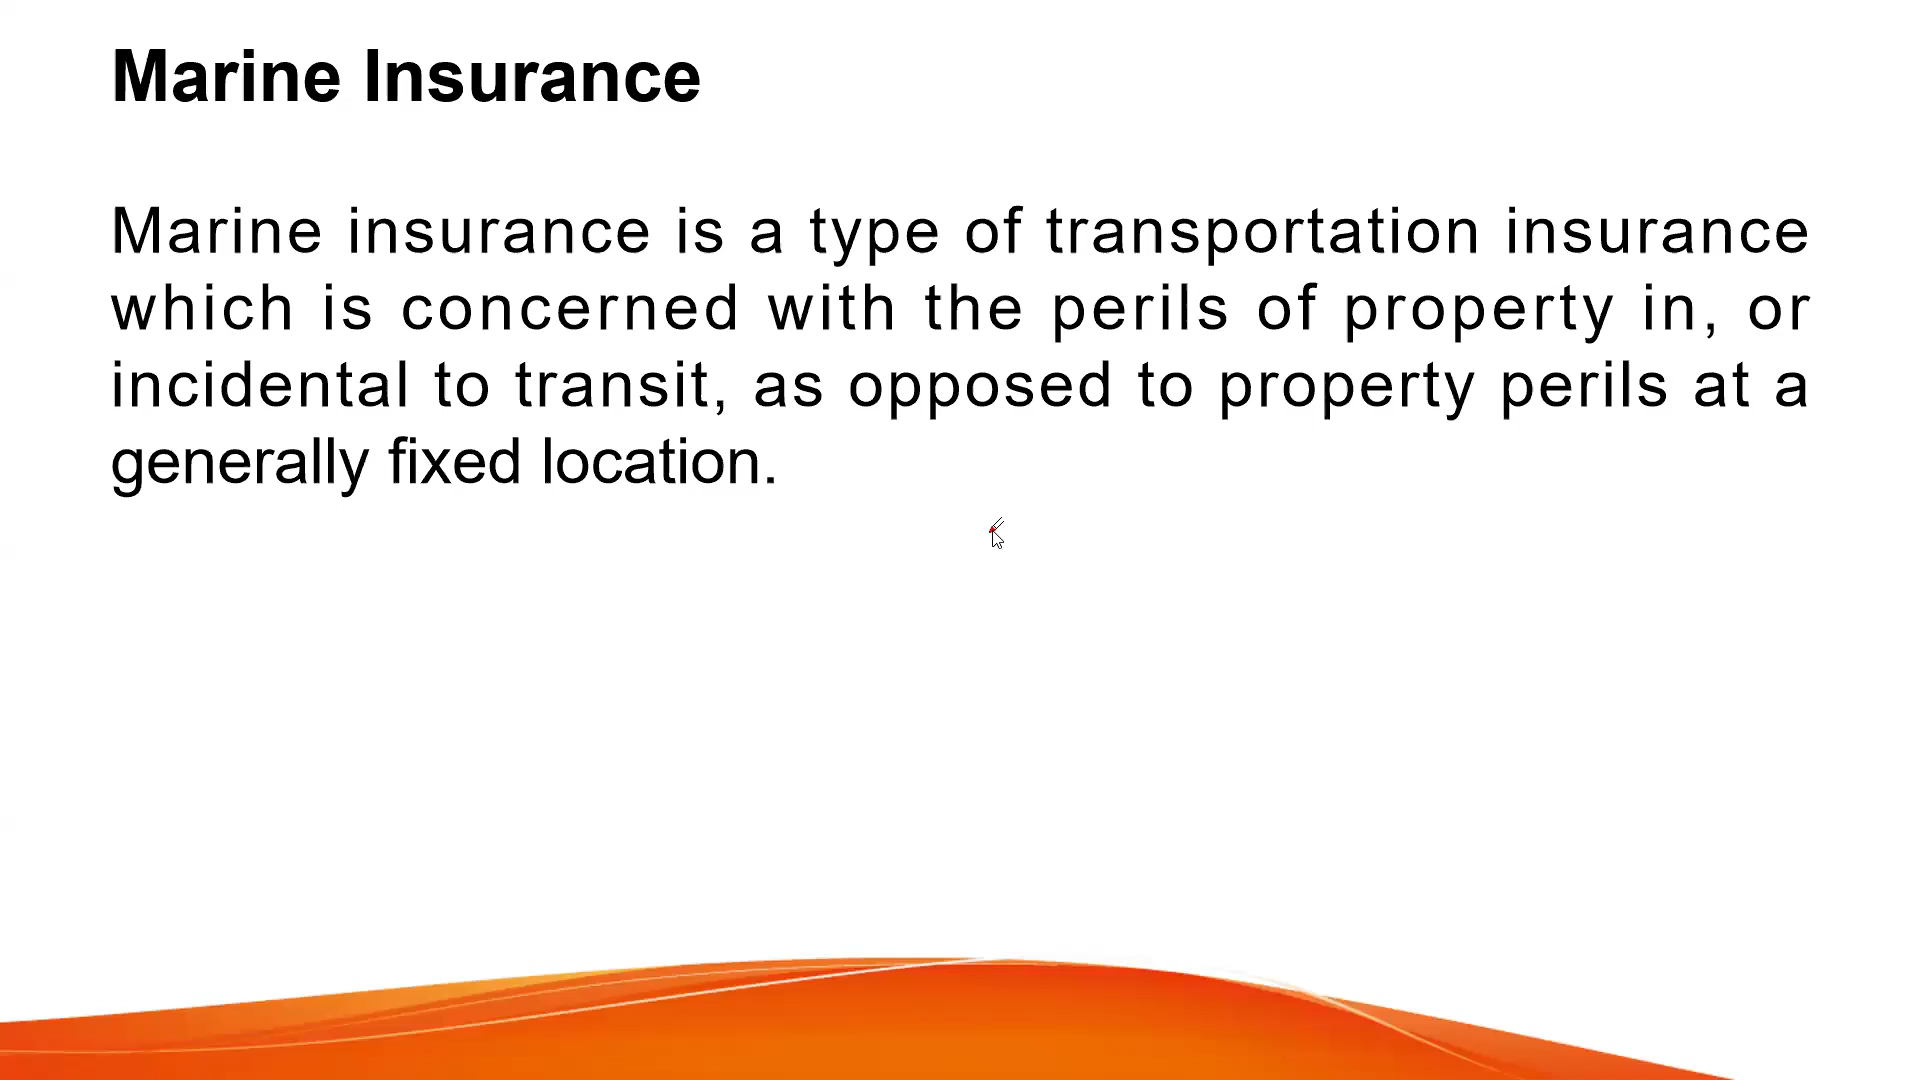 Marine Insurance
Marine insurance is a type of transportation insurance
which is concerned with the perils of property in, or
incidental to transit, as opposed to property perils at a
generally fixed location.